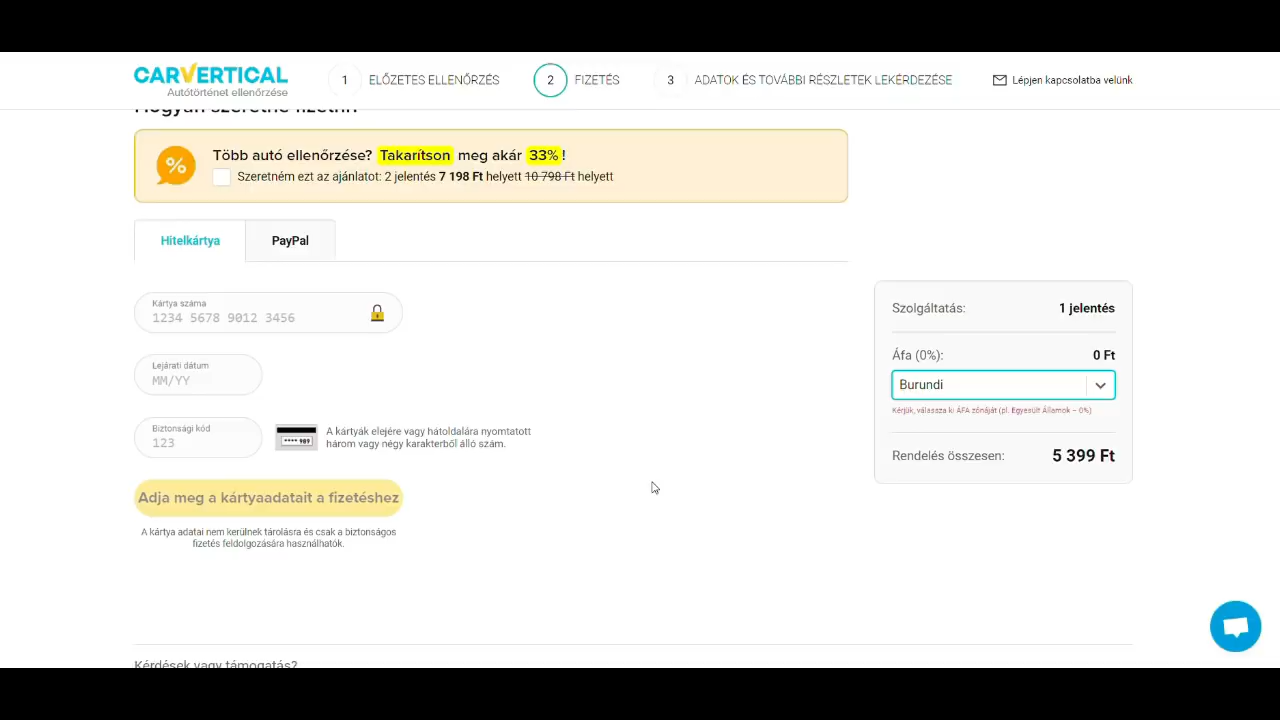 CARVERTICAL
Autótörténet ellenőrzése
1 ELŐZETES ELLENŐRZÉS
2 FIZETÉS
3 ADATOK ÉS TOVÁBBI RÉSZLETEK LEKÉRDEZÉSE
Lépjen kapcsolatba velünk
Hogyan szeretne fizetni?
%
Több autó ellenőrzése? Takarítson meg akár 33% !
Szeretném ezt az ajánlatot: 2 jelentés 7 198 Ft helyett 10 798 Ft helyett
Hitelkártya
PayPal
Kártya száma
1234 5678 9012 3456
Lejárati dátum
MM/YY
Biztonsági kód
123
**** 989
A kártyák elejére vagy hátoldalára nyomtatott
három vagy négy karakterből álló szám.
Adja meg a kártyaadatait a fizetéshez
A kártya adatai nem kerülnek tárolásra és csak a biztonságos
fizetés feldolgozására használhatók.
Szolgáltatás: 1 jelentés
Áfa (0%): 0 Ft
Burundi
Kérjük, válassza ki ÁFA zónáját (pl. Egyesült Államok – 0%)
Rendelés összesen: 5 399 Ft
Kérdések vagy támogatás?